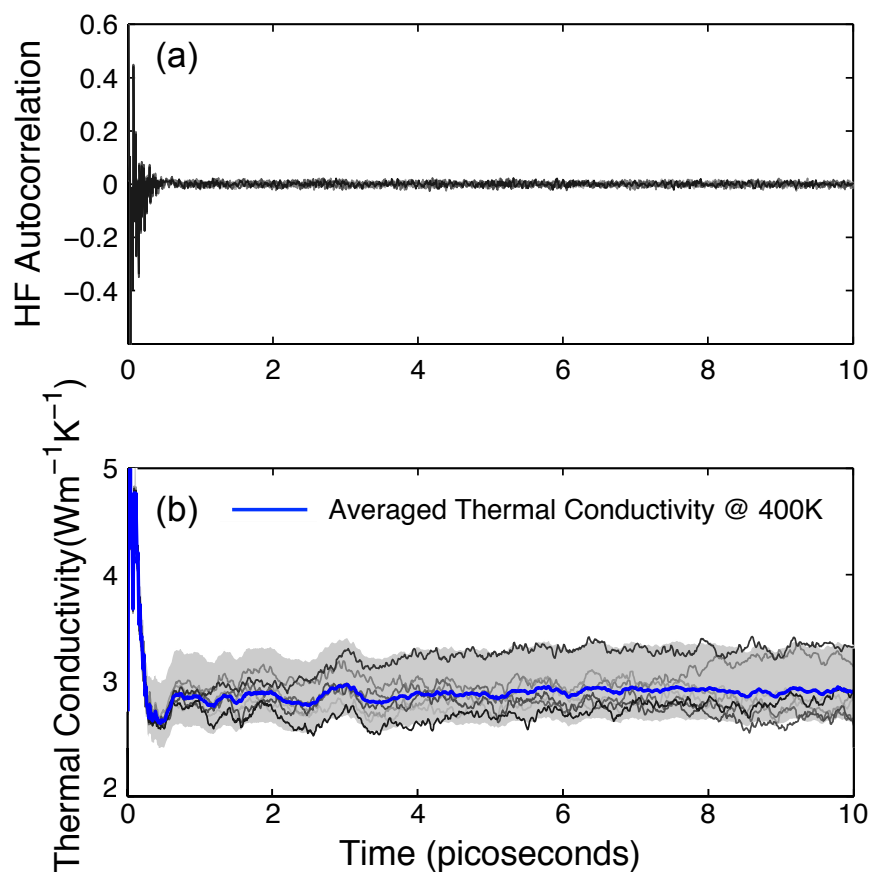 (a)
HF Autocorrelation
0.6
0.4
0.2
0
−0.2
−0.4
0 2 4 6 8 10
(b)
Averaged Thermal Conductivity @ 400K
Thermal Conductivity(Wm⁻¹K⁻¹)
5
4
3
2
0 2 4 6 8 10
Time (picoseconds)